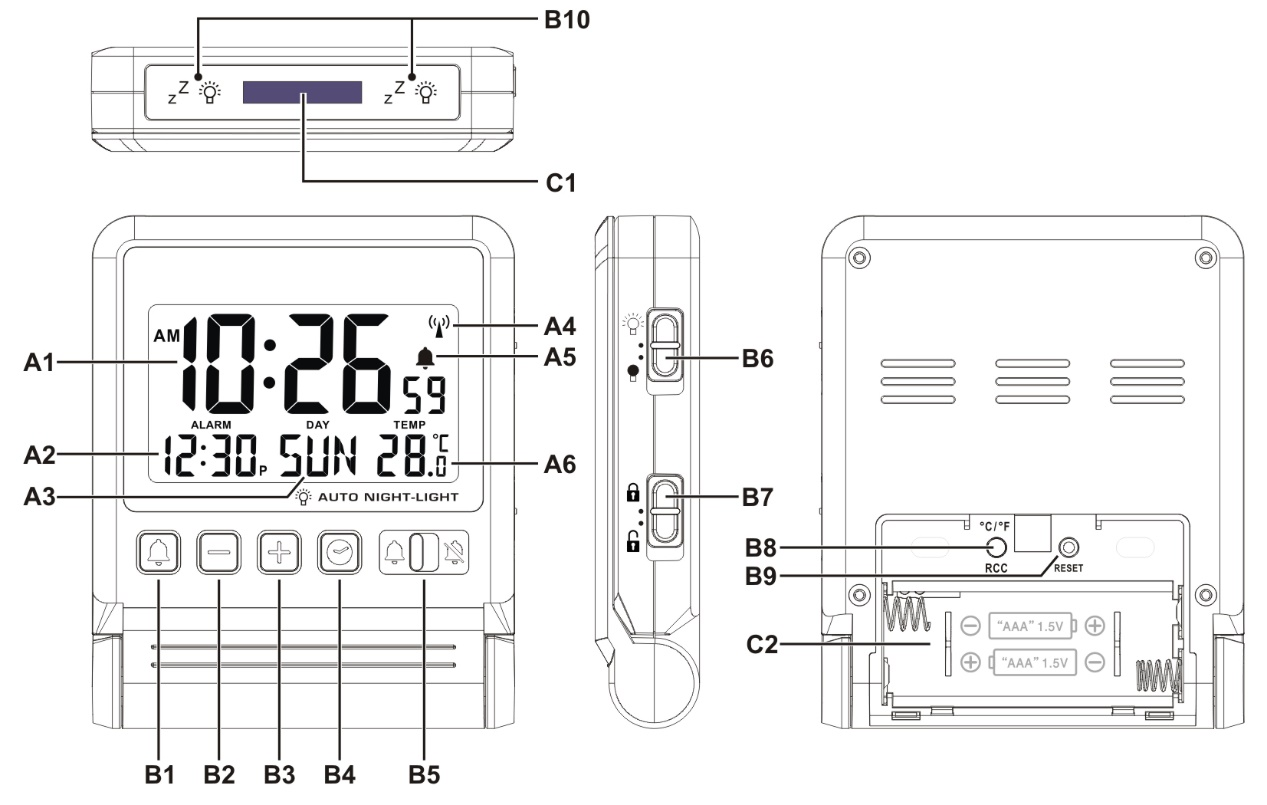 B10
z Z z Z
C1
AM 10:26 59
A1
A4
A5
ALARM DAY TEMP
12:30 P SUN 28.0 °C
A2
A3
A6
AUTO NIGHT-LIGHT
B6
B7
°C/°F
B8
B9
RCC RESET
C2
"AAA" 1.5V
"AAA" 1.5V
B1 B2 B3 B4 B5